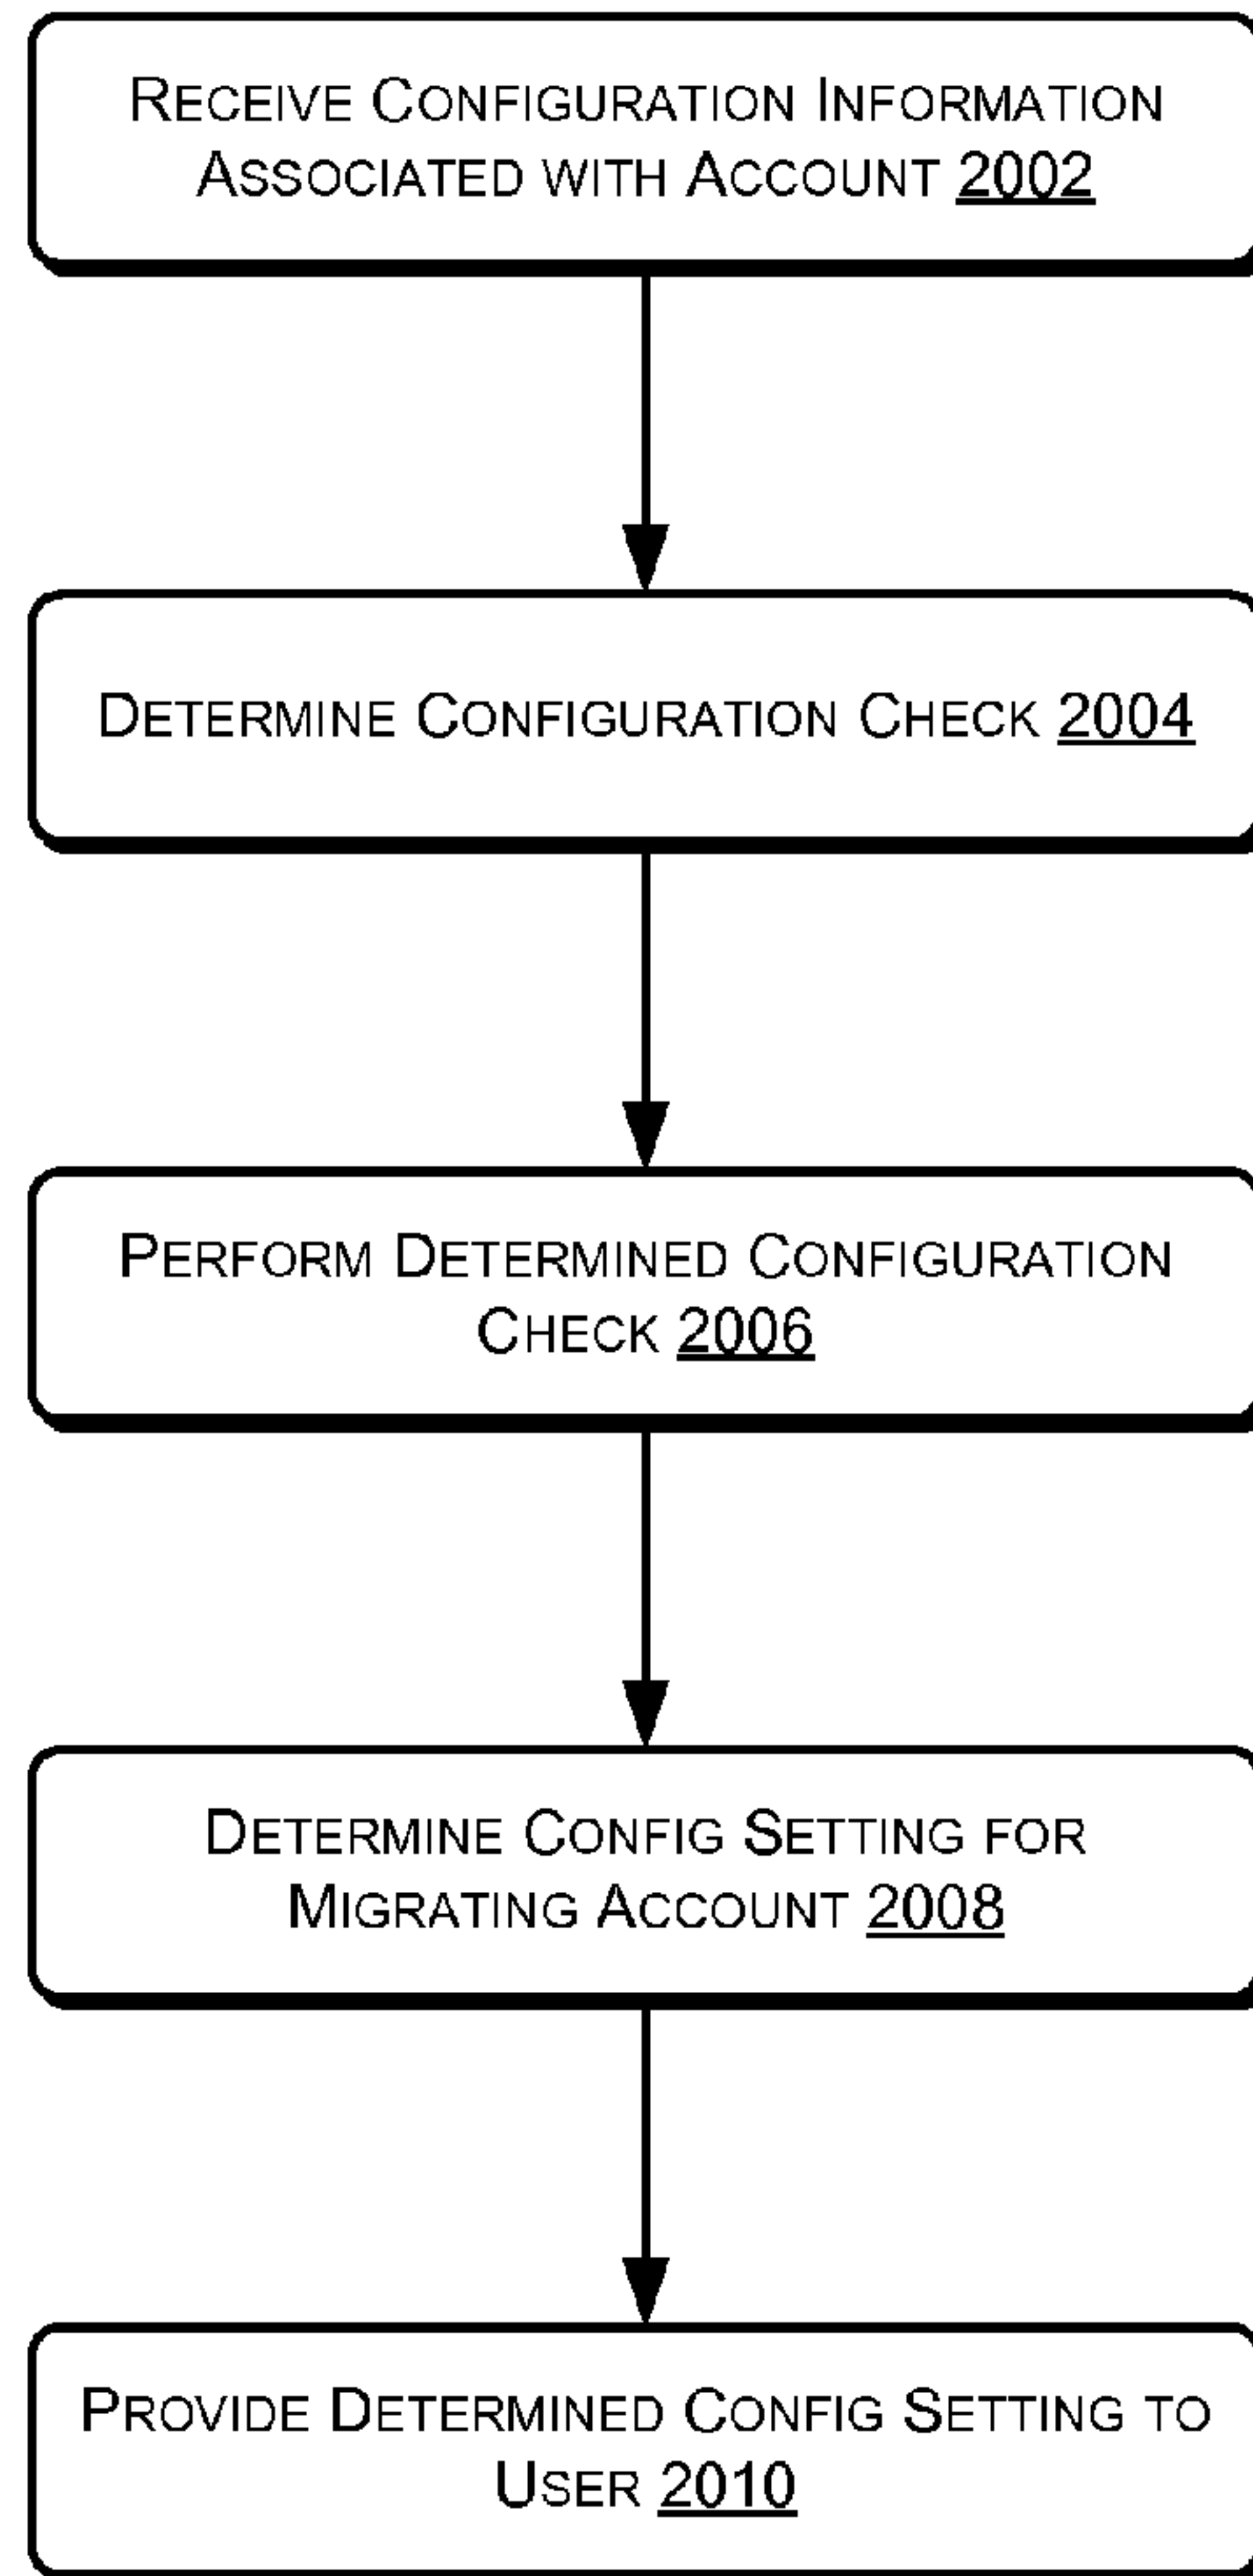 RECEIVE CONFIGURATION INFORMATION
ASSOCIATED WITH ACCOUNT 2002
DETERMINE CONFIGURATION CHECK 2004
PERFORM DETERMINED CONFIGURATION
CHECK 2006
DETERMINE CONFIG SETTING FOR
MIGRATING ACCOUNT 2008
PROVIDE DETERMINED CONFIG SETTING TO
USER 2010